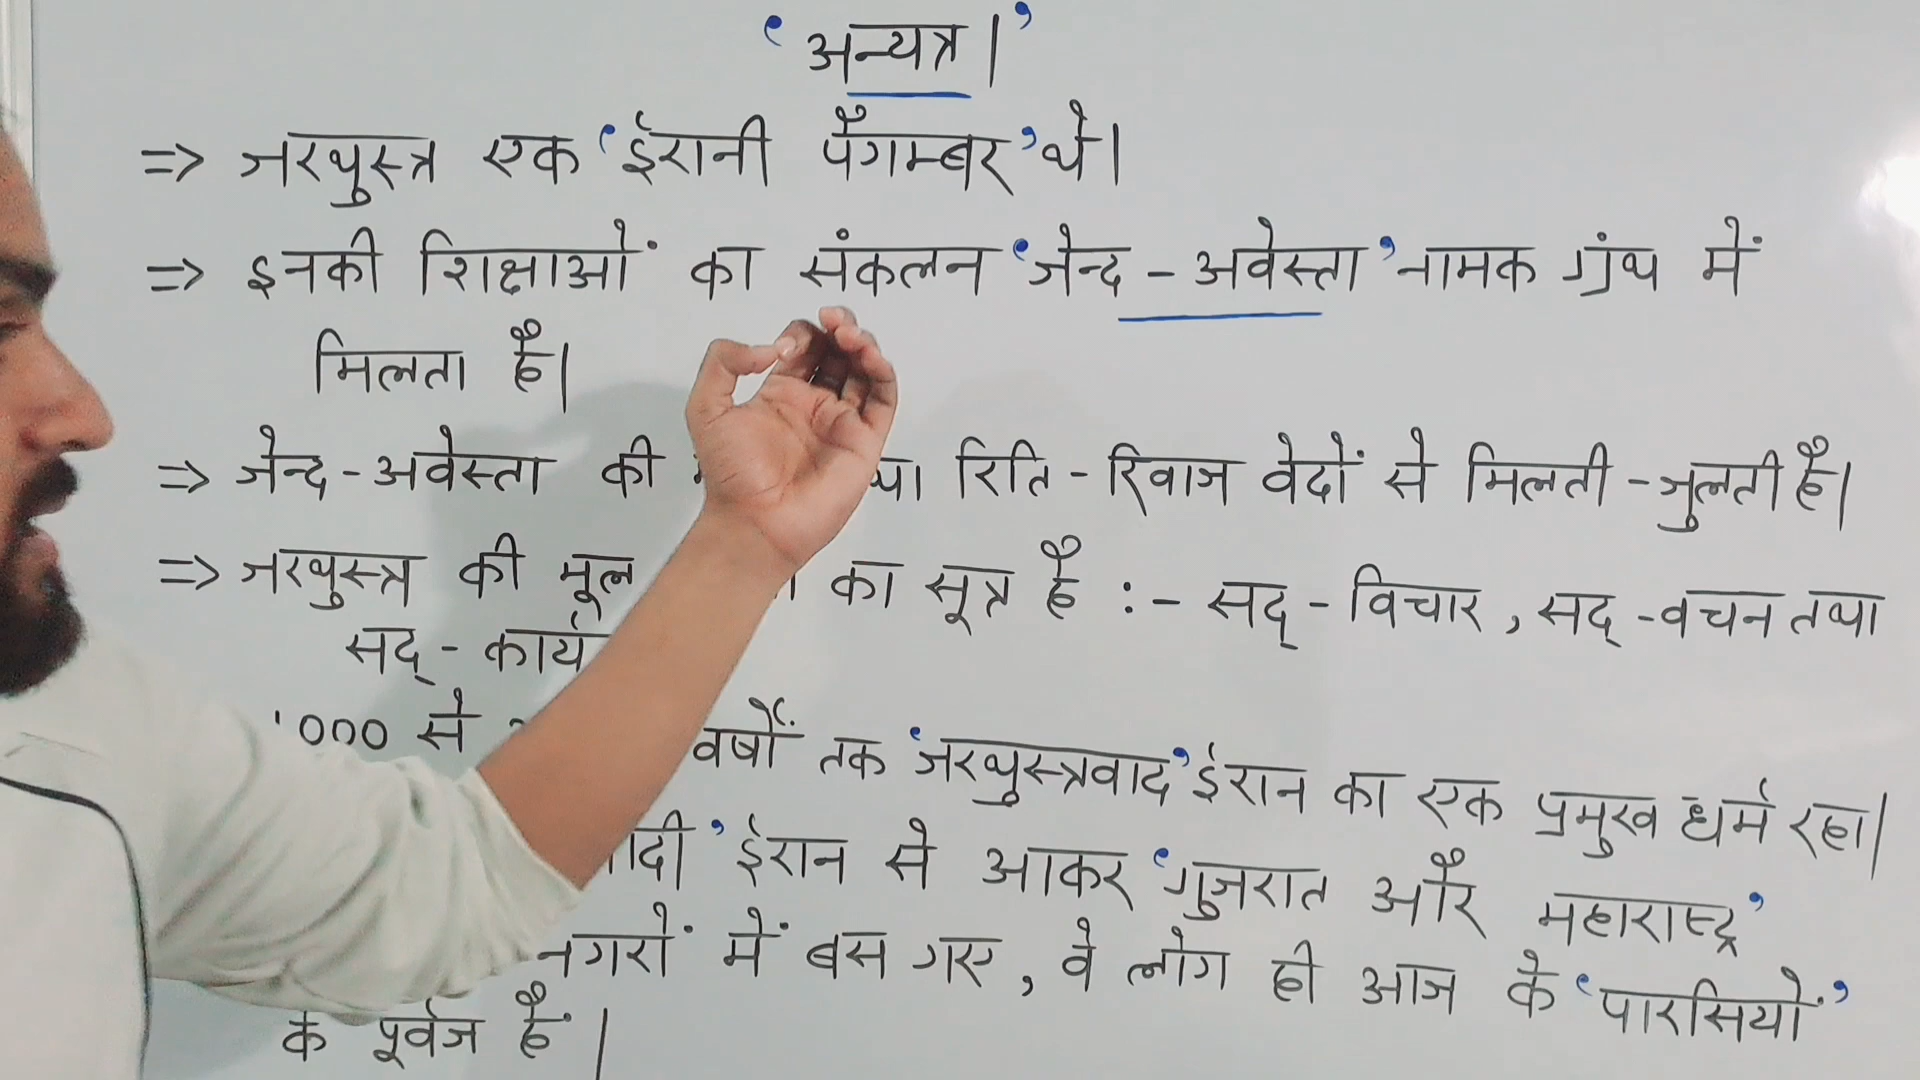 'अन्यत्र।'
=> जरथुस्त्र एक 'ईरानी पैगम्बर' थे।
=> इनकी शिक्षाओं का संकलन 'जेन्द - अवेस्ता' नामक ग्रंथ में
मिलता है।
=> जेन्द - अवेस्ता की रिति - रिवाज वेदों से मिलती - जुलती है।
=> जरथुस्त्र की मूल का सूत्र है :- सद् - विचार, सद् - वचन तथा
सद् - कार्य
000 से वर्षों तक 'जरथुस्त्रवाद' ईरान का एक प्रमुख धर्म रहा।
ईरान से आकर 'गुजरात और महाराष्ट्र'
नगरों में बस गए, वे लोग ही आज के 'पारसियों'
के पूर्वज हैं।